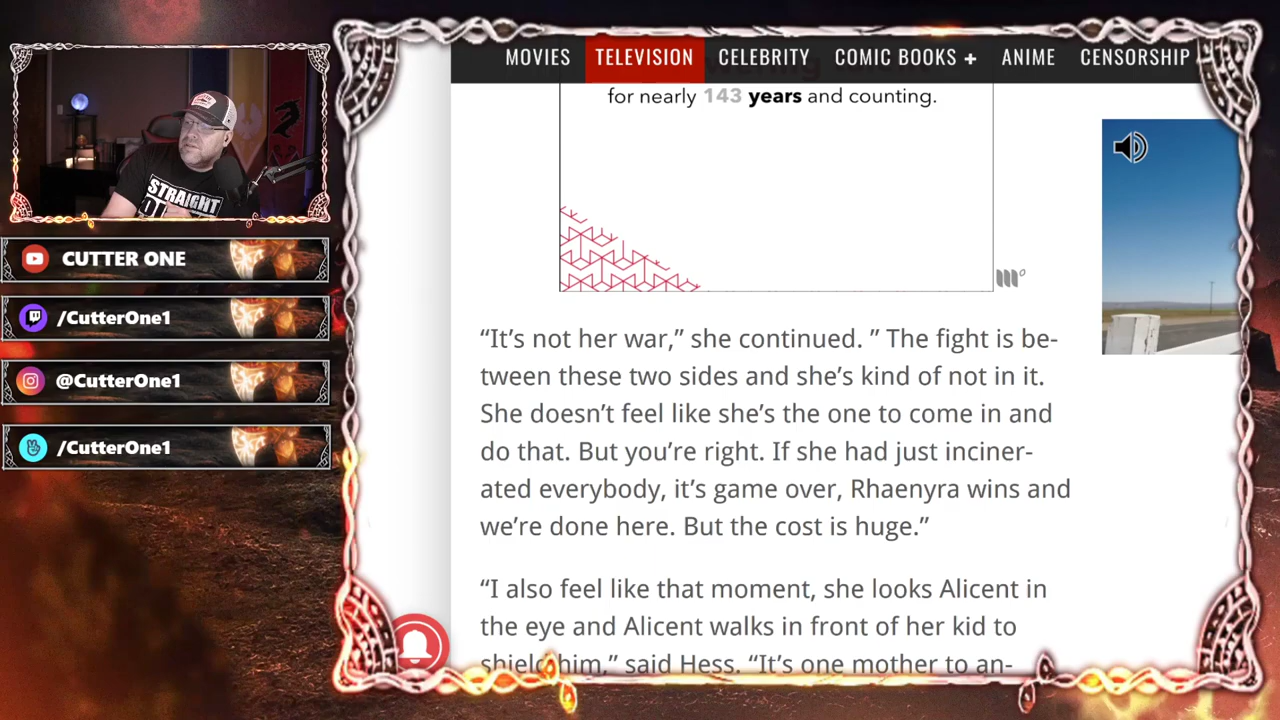 MOVIES TELEVISION CELEBRITY COMIC BOOKS + ANIME CENSORSHIP
for nearly 143 years and counting.
STRAIGHT
CUTTER ONE
/CutterOne1
@CutterOne1
/CutterOne1
“It’s not her war,” she continued. ” The fight is be-
tween these two sides and she’s kind of not in it.
She doesn’t feel like she’s the one to come in and
do that. But you’re right. If she had just inciner-
ated everybody, it’s game over, Rhaenyra wins and
we’re done here. But the cost is huge.”
“I also feel like that moment, she looks Alicent in
the eye and Alicent walks in front of her kid to
shield him,” said Hess. “It’s one mother to an-